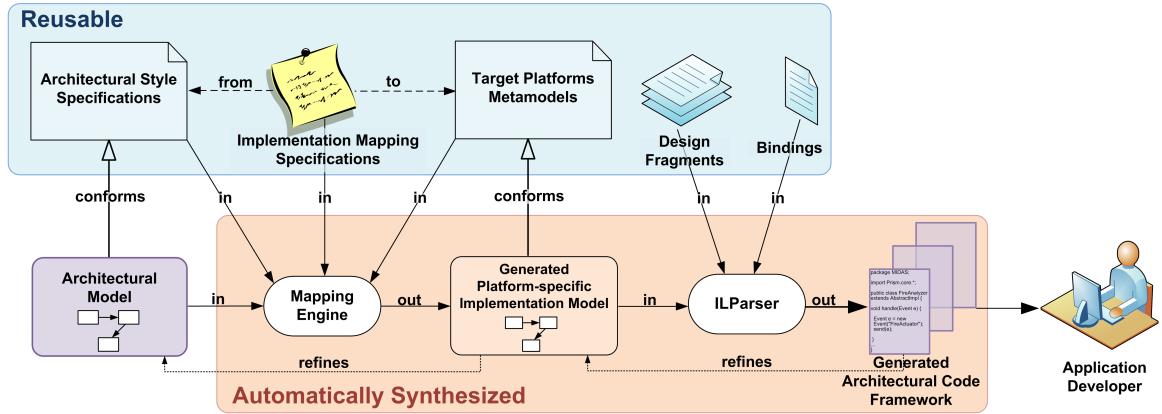 Reusable
Architectural Style
Specifications
from
to
Target Platforms
Metamodels
Implementation Mapping
Specifications
Design
Fragments
Bindings
conforms
in
in
in
conforms
in
in
Architectural
Model
in
Mapping
Engine
out
Generated
Platform-specific
Implementation Model
in
ILParser
out
package MIDAS;
import Prism.core.*;
public class FireAnalyzer
extends AbstractImpl {
void handle(Event e) {
Event e = new
Event("FireActuator");
send(e);
}
}
refines
refines
Generated
Architectural Code
Framework
Application
Developer
Automatically Synthesized